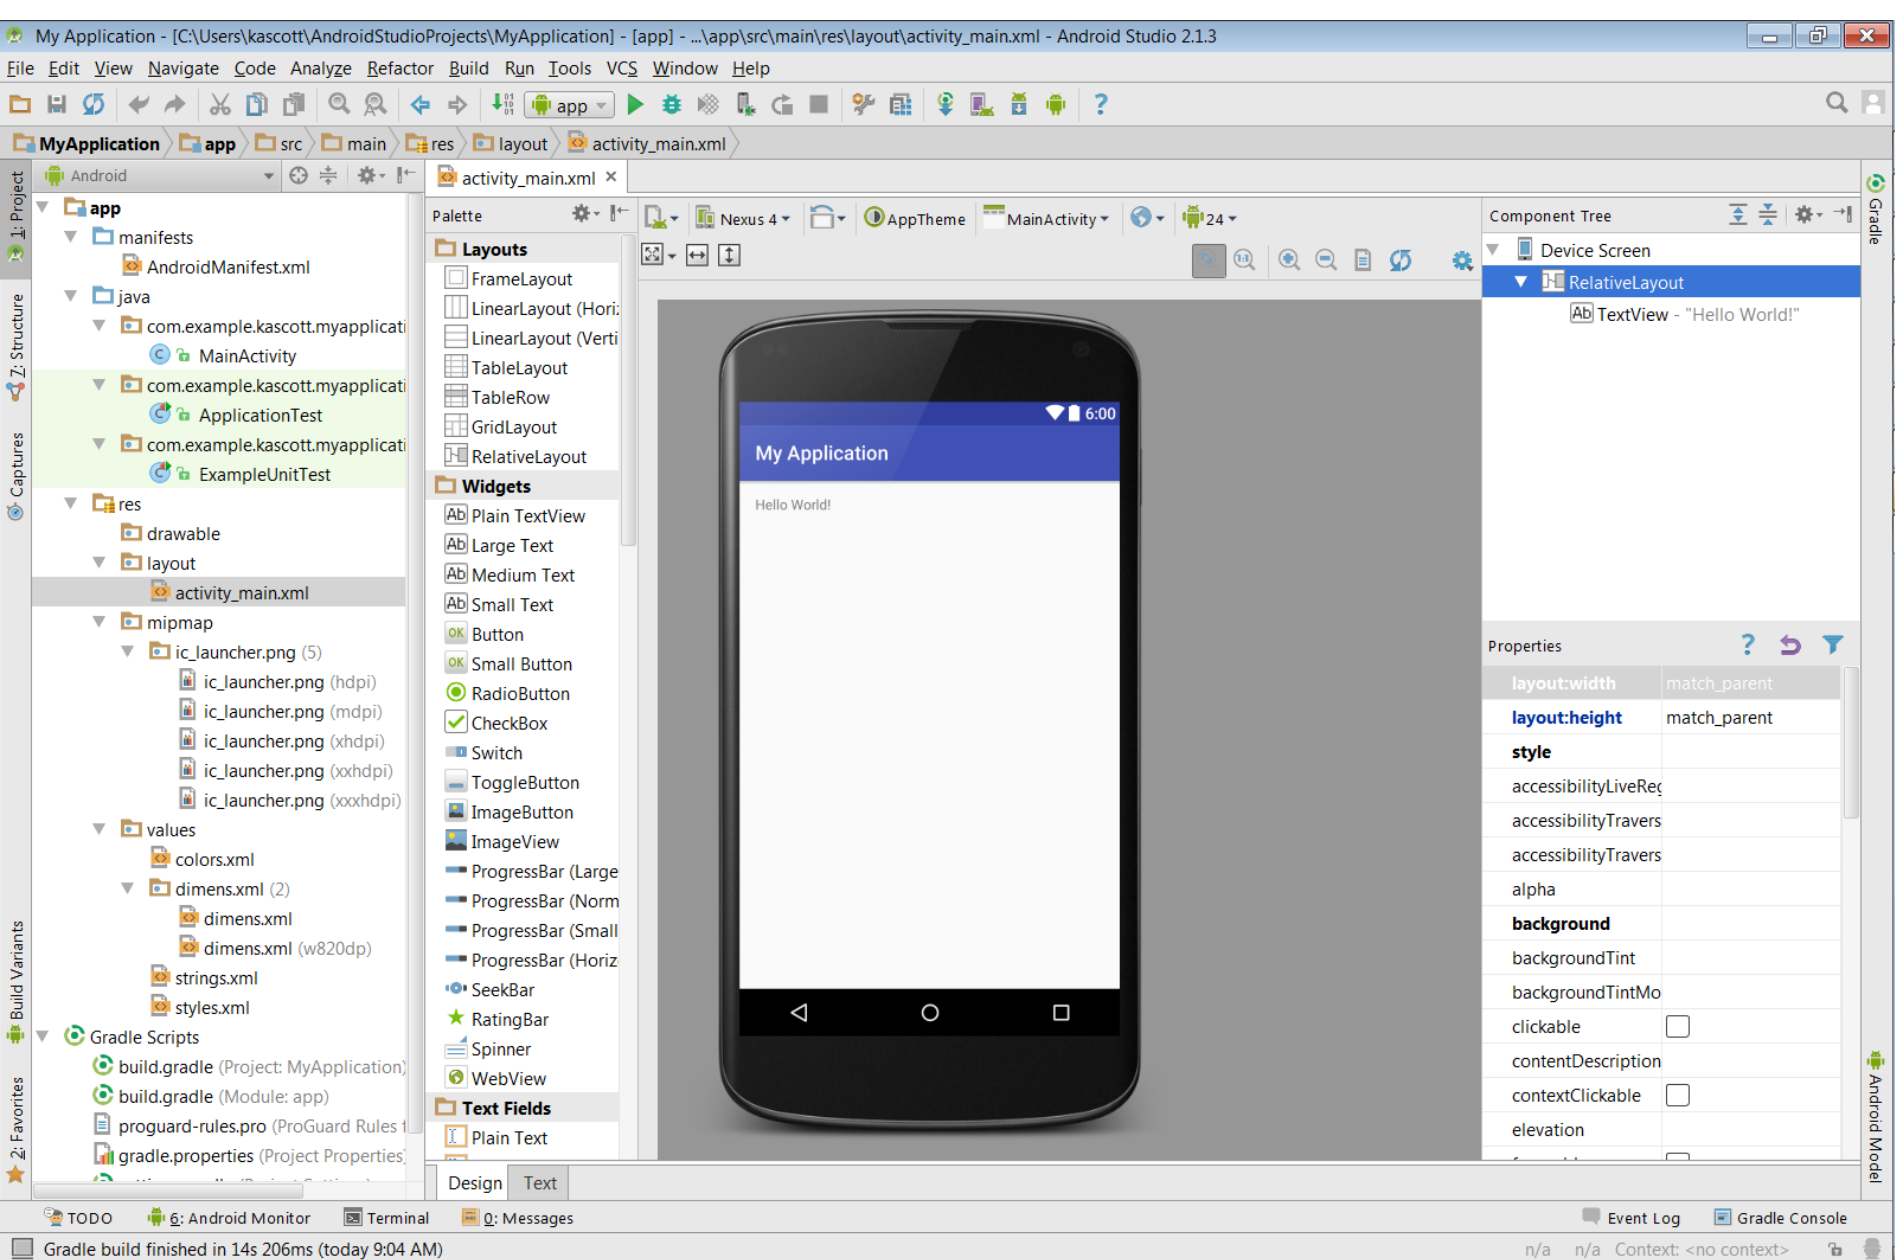 My Application - [C:\Users\kascott\AndroidStudioProjects\MyApplication] - [app] - ...\app\src\main\res\layout\activity_main.xml - Android Studio 2.1.3
File Edit View Navigate Code Analyze Refactor Build Run Tools VCS Window Help
app
MyApplication app src main res layout activity_main.xml
1: Project
7: Structure
Captures
Build Variants
2: Favorites
Android
app
manifests
AndroidManifest.xml
java
com.example.kascott.myapplicati
MainActivity
com.example.kascott.myapplicati
ApplicationTest
com.example.kascott.myapplicati
ExampleUnitTest
res
drawable
layout
activity_main.xml
mipmap
ic_launcher.png (5)
ic_launcher.png (hdpi)
ic_launcher.png (mdpi)
ic_launcher.png (xhdpi)
ic_launcher.png (xxhdpi)
ic_launcher.png (xxxhdpi)
values
colors.xml
dimens.xml (2)
dimens.xml
dimens.xml (w820dp)
strings.xml
styles.xml
Gradle Scripts
build.gradle (Project: MyApplication)
build.gradle (Module: app)
proguard-rules.pro (ProGuard Rules f
gradle.properties (Project Properties)
activity_main.xml
Palette
Layouts
FrameLayout
LinearLayout (Hori:
LinearLayout (Verti
TableLayout
TableRow
GridLayout
RelativeLayout
Widgets
Ab Plain TextView
Ab Large Text
Ab Medium Text
Ab Small Text
OK Button
OK Small Button
RadioButton
CheckBox
Switch
ToggleButton
ImageButton
ImageView
ProgressBar (Large
ProgressBar (Norm
ProgressBar (Small
ProgressBar (Horiz
SeekBar
RatingBar
Spinner
WebView
Text Fields
Plain Text
Nexus 4 AppTheme MainActivity 24
6:00
My Application
Hello World!
Design Text
Component Tree
Device Screen
RelativeLayout
Ab TextView - "Hello World!"
Properties
layout:width match_parent
layout:height match_parent
style
accessibilityLiveReg
accessibilityTravers
accessibilityTravers
alpha
background
backgroundTint
backgroundTintMo
clickable
contentDescription
contextClickable
elevation
Gradle
Android Model
TODO 6: Android Monitor Terminal 0: Messages Event Log Gradle Console
Gradle build finished in 14s 206ms (today 9:04 AM) n/a n/a Context: <no context>